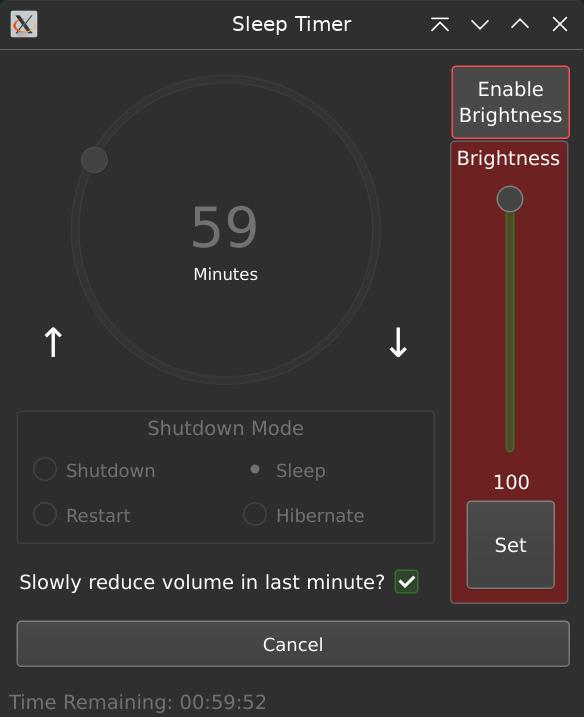 Sleep Timer
Enable
Brightness
Brightness
59
Minutes
↑
↓
Shutdown Mode
Shutdown
Sleep
Restart
Hibernate
100
Set
Slowly reduce volume in last minute?
Cancel
Time Remaining: 00:59:52